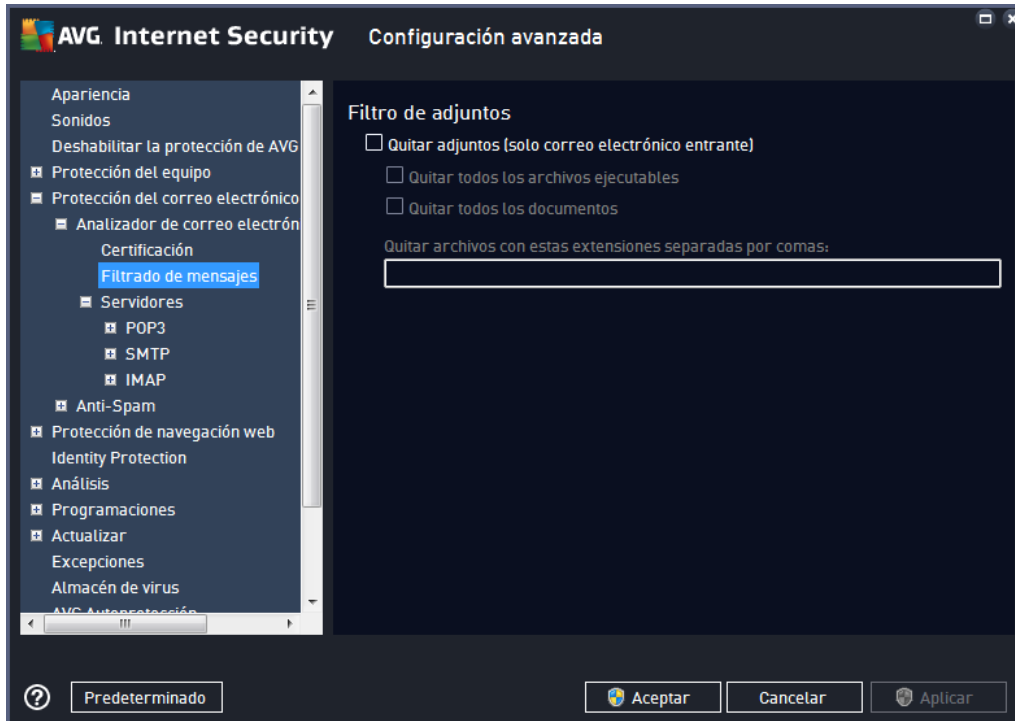 AVG Internet Security
Configuración avanzada
Apariencia
Sonidos
Deshabilitar la protección de AVG
Protección del equipo
Protección del correo electrónico
Analizador de correo electrón
Certificación
Filtrado de mensajes
Servidores
POP3
SMTP
IMAP
Anti-Spam
Protección de navegación web
Identity Protection
Análisis
Programaciones
Actualizar
Excepciones
Almacén de virus
AVG Autoprotección
Filtro de adjuntos
Quitar adjuntos (solo correo electrónico entrante)
Quitar todos los archivos ejecutables
Quitar todos los documentos
Quitar archivos con estas extensiones separadas por comas:
Predeterminado
Aceptar
Cancelar
Aplicar